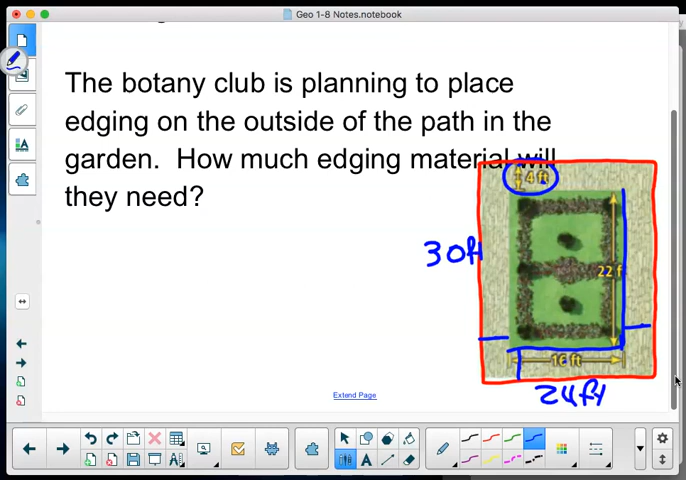 Geo 1-8 Notes.notebook
The botany club is planning to place
edging on the outside of the path in the
garden. How much edging material will
they need?
4 ft
30ft
22 f
16 ft
24ft
Extend Page